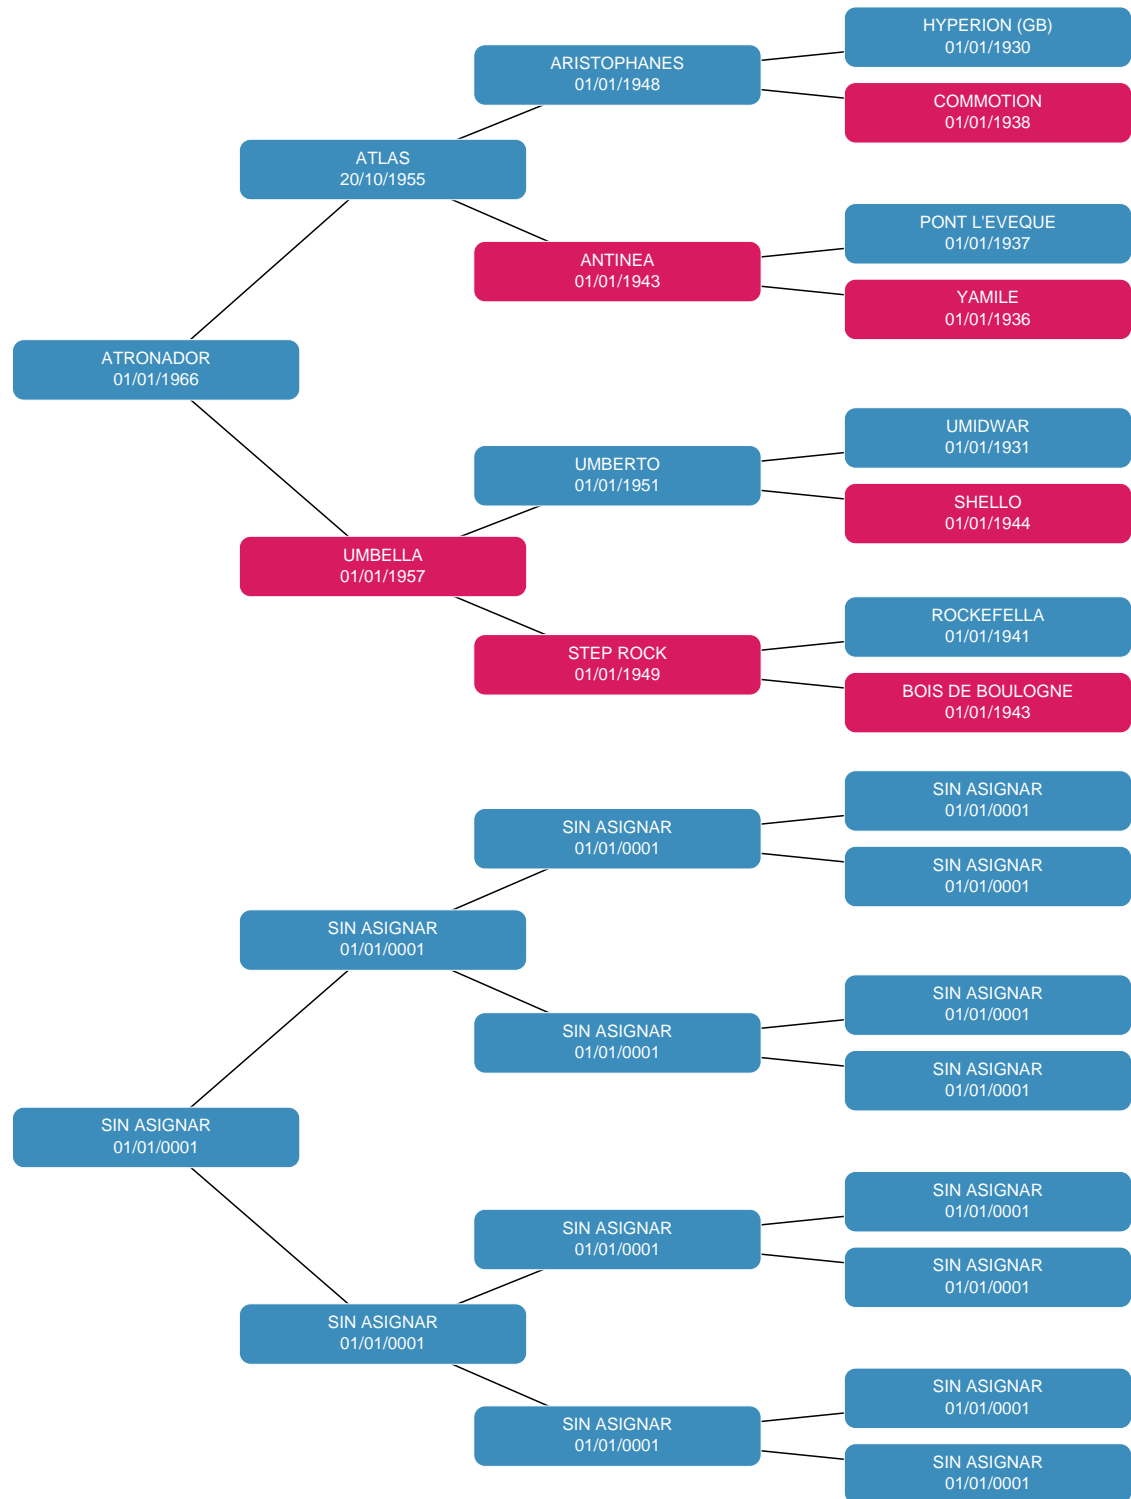 HYPERION (GB)
01/01/1930
ARISTOPHANES
01/01/1948
COMMOTION
01/01/1938
ATLAS
20/10/1955
PONT L'EVEQUE
01/01/1937
ANTINEA
01/01/1943
YAMILE
01/01/1936
ATRONADOR
01/01/1966
UMIDWAR
01/01/1931
UMBERTO
01/01/1951
SHELLO
01/01/1944
UMBELLA
01/01/1957
ROCKEFELLA
01/01/1941
STEP ROCK
01/01/1949
BOIS DE BOULOGNE
01/01/1943
SIN ASIGNAR
01/01/0001
SIN ASIGNAR
01/01/0001
SIN ASIGNAR
01/01/0001
SIN ASIGNAR
01/01/0001
SIN ASIGNAR
01/01/0001
SIN ASIGNAR
01/01/0001
SIN ASIGNAR
01/01/0001
SIN ASIGNAR
01/01/0001
SIN ASIGNAR
01/01/0001
SIN ASIGNAR
01/01/0001
SIN ASIGNAR
01/01/0001
SIN ASIGNAR
01/01/0001
SIN ASIGNAR
01/01/0001
SIN ASIGNAR
01/01/0001
SIN ASIGNAR
01/01/0001